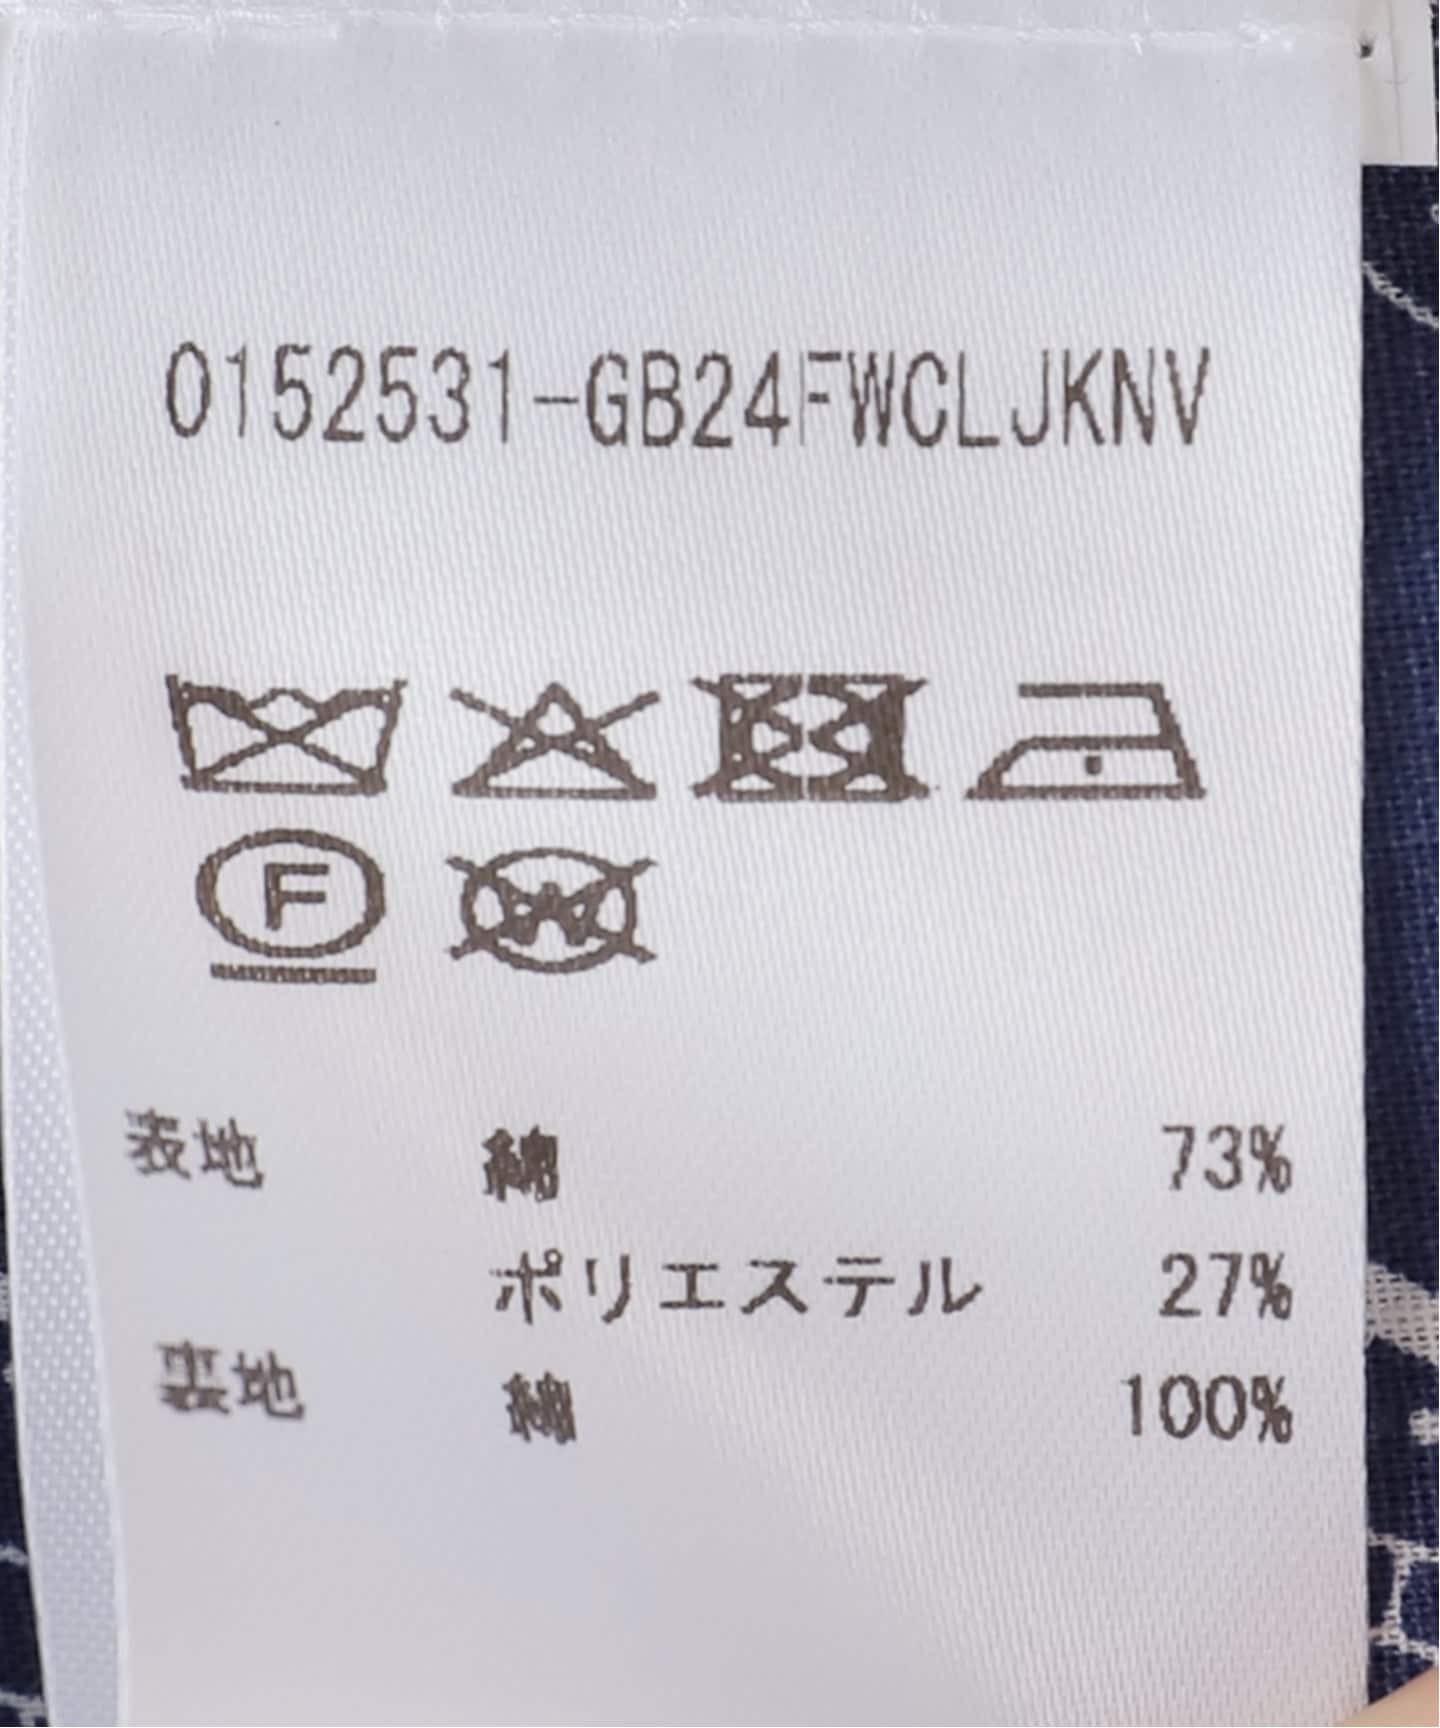 0152531-GB24FWCLJKNV
F
W
表地 綿 73%
ポリエステル 27%
裏地 綿 100%